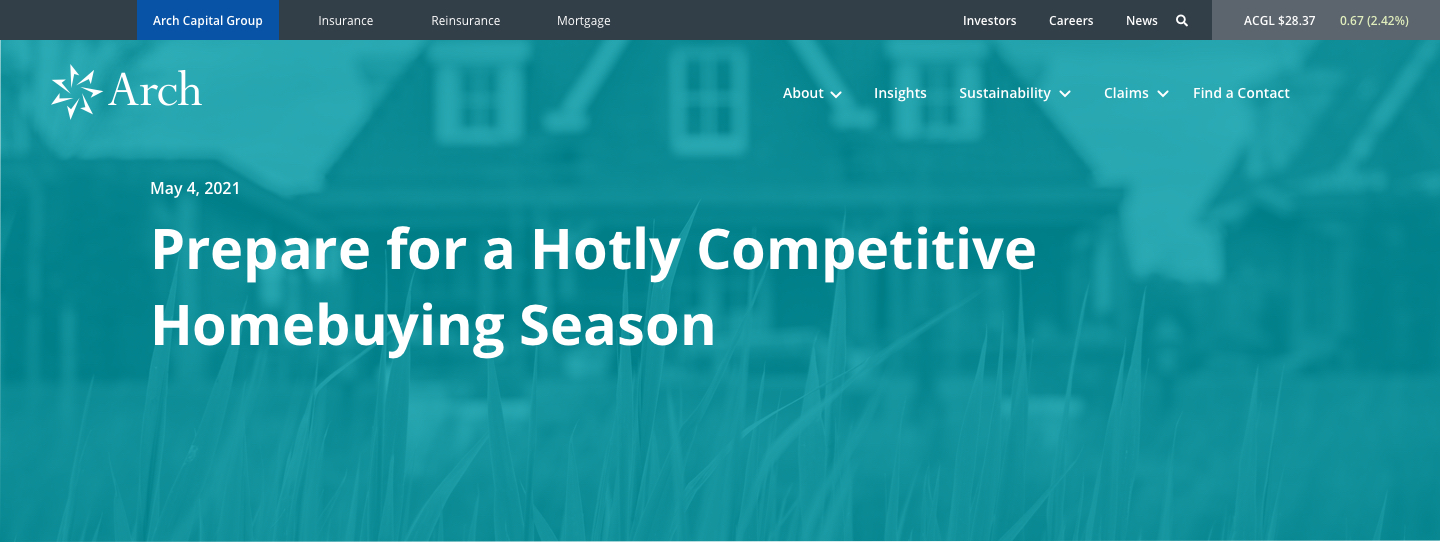 Arch Capital Group Insurance Reinsurance Mortgage Investors Careers News ACGL $28.37 0.67 (2.42%)
Arch About Insights Sustainability Claims Find a Contact
May 4, 2021
Prepare for a Hotly Competitive
Homebuying Season